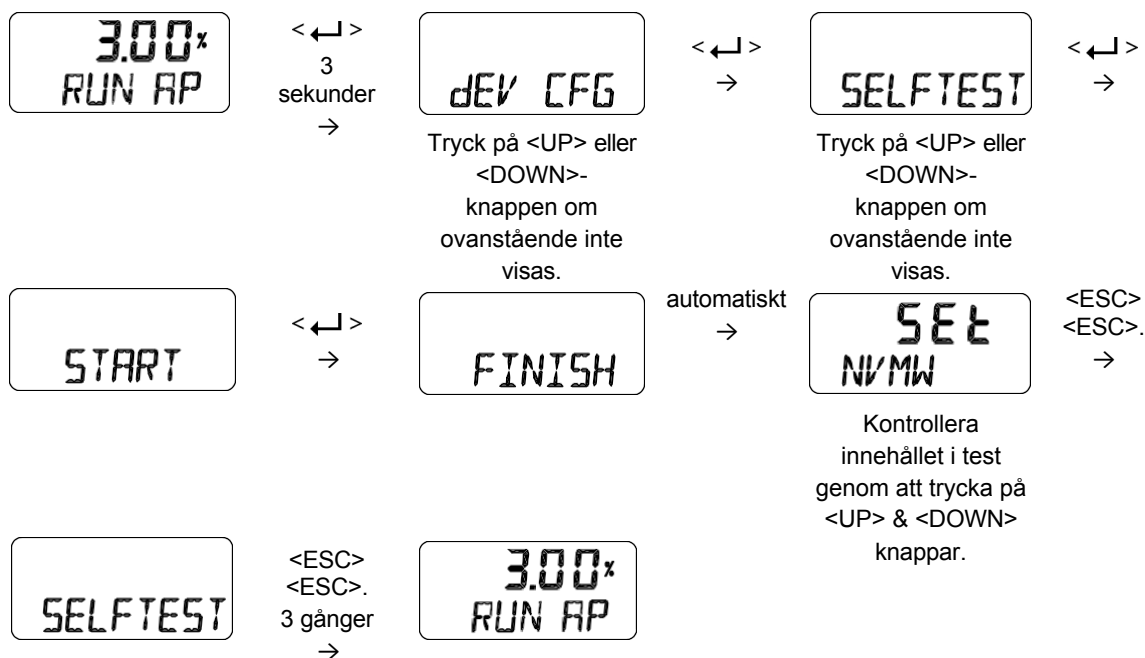 3.00%
RUN AP
< ↵ >
3
sekunder
→
dEV CFG
Tryck på <UP> eller
<DOWN>-
knappen om
ovanstående inte
visas.
< ↵ >
→
SELFTEST
Tryck på <UP> eller
<DOWN>-
knappen om
ovanstående inte
visas.
< ↵ >
→
START
< ↵ >
→
FINISH
automatiskt
→
SEt
NVMW
Kontrollera
innehållet i test
genom att trycka på
<UP> & <DOWN>
knappar.
<ESC>
<ESC>.
→
SELFTEST
<ESC>
<ESC>.
3 gånger
→
3.00%
RUN AP